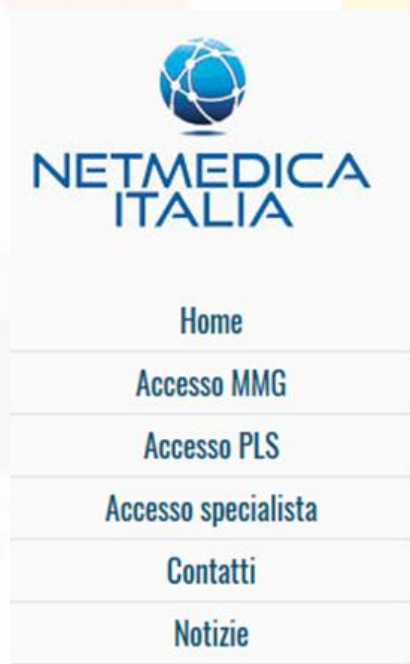 NETMEDICA
ITALIA
Home
Accesso MMG
Accesso PLS
Accesso specialista
Contatti
Notizie